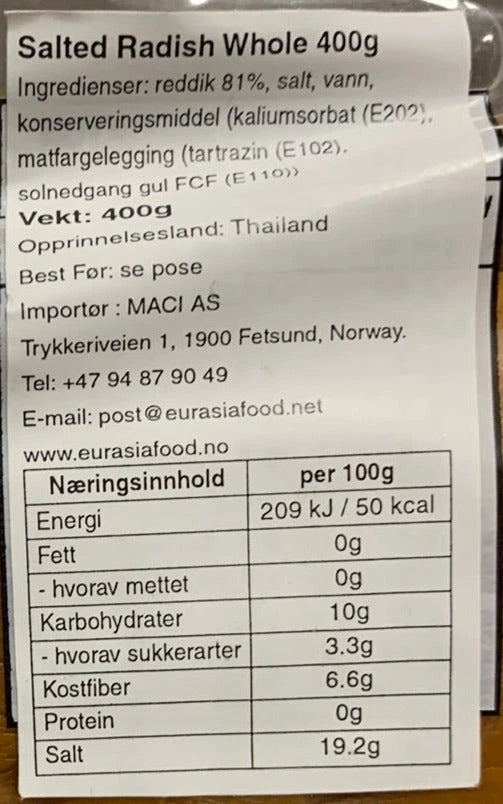 Salted Radish Whole 400g
Ingredienser: reddik 81%, salt, vann,
konserveringsmiddel (kaliumsorbat (E202),
matfargelegging (tartrazin (E102).
solnedgang gul FCF (E110))
Vekt: 400g
Opprinnelsesland: Thailand
Best Før: se pose
Importør : MACI AS
Trykkeriveien 1, 1900 Fetsund, Norway.
Tel: +47 94 87 90 49
E-mail: post@eurasiafood.net
www.eurasiafood.no
Næringsinnhold per 100g
Energi 209 kJ / 50 kcal
Fett 0g
- hvorav mettet 0g
Karbohydrater 10g
- hvorav sukkerarter 3.3g
Kostfiber 6.6g
Protein 0g
Salt 19.2g